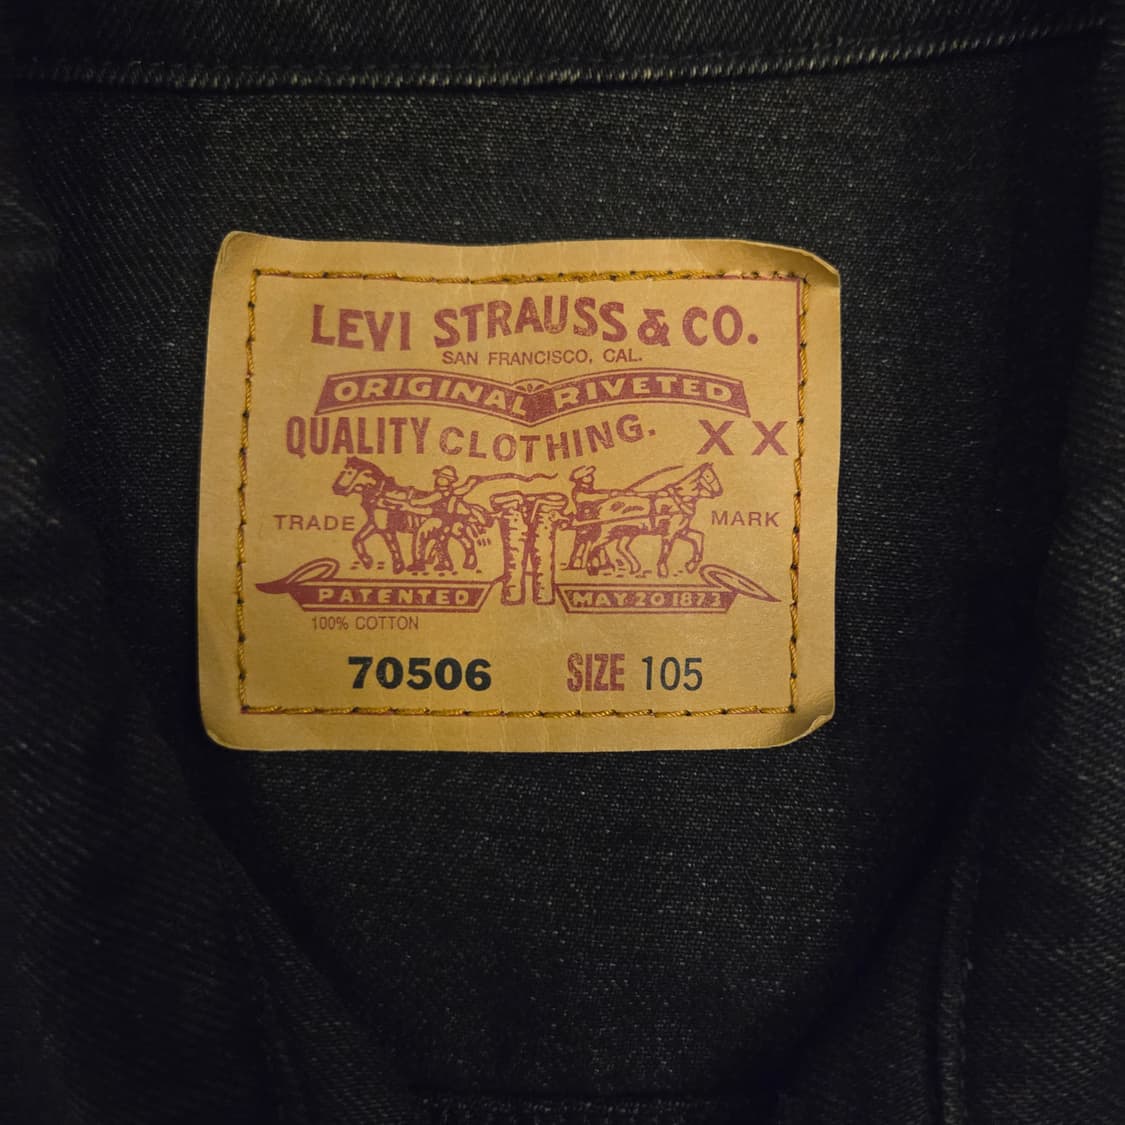 LEVI STRAUSS & CO.
SAN FRANCISCO, CAL.
ORIGINAL RIVETED
QUALITY CLOTHING. XX
TRADE MARK
PATENTED MAY 20 1873
100% COTTON
70506 SIZE 105